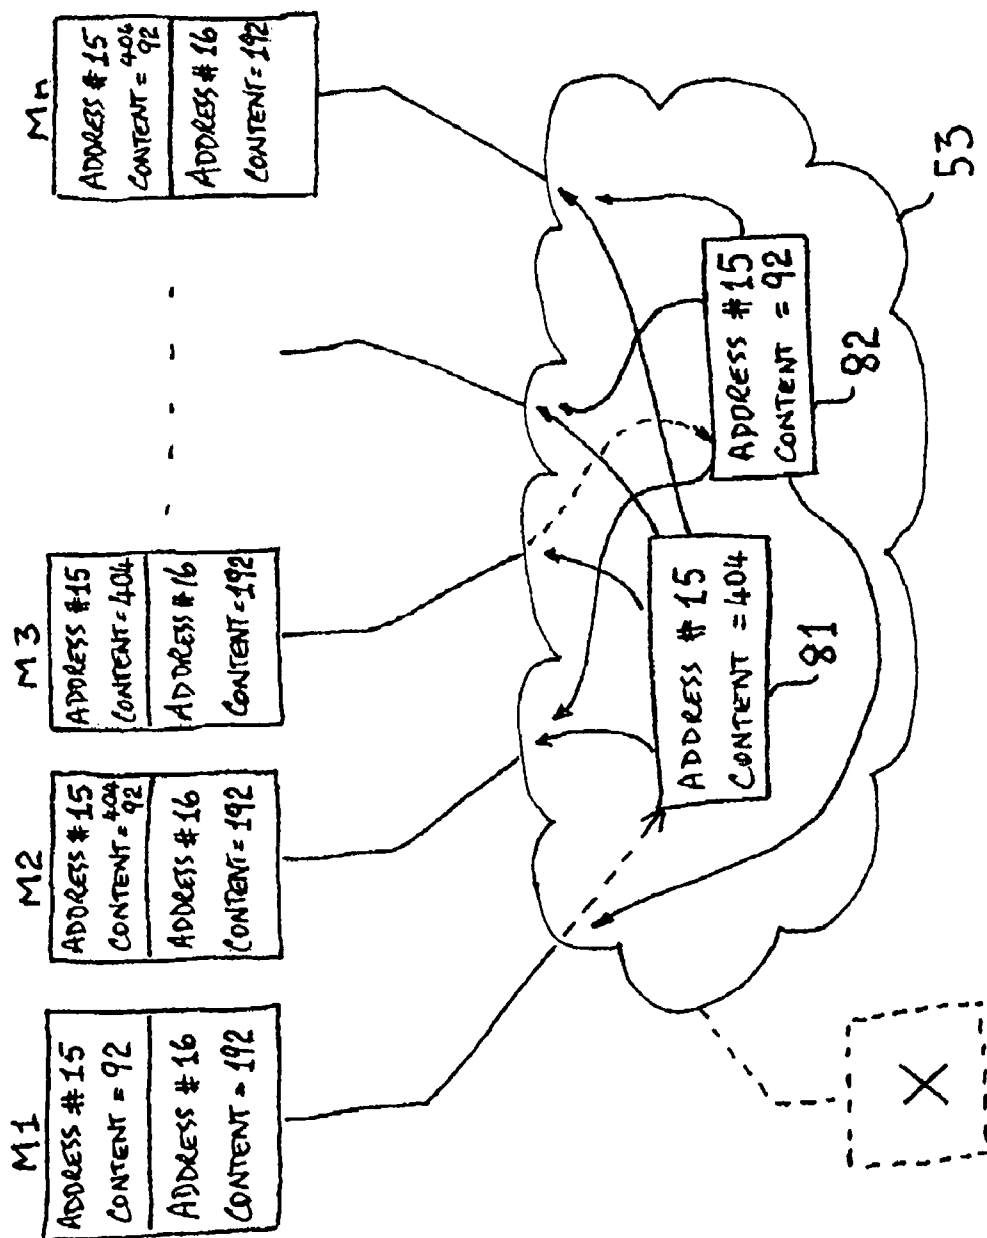 M1
ADDRESS #15
CONTENT = 92
ADDRESS #16
CONTENT = 192
M2
ADDRESS #15
CONTENT = 404
92
ADDRESS #16
CONTENT = 192
M3
ADDRESS #15
CONTENT = 404
ADDRESS #16
CONTENT = 192
Mn
ADDRESS #15
CONTENT = 404
92
ADDRESS #16
CONTENT = 192
ADDRESS #15
CONTENT = 404
81
ADDRESS #15
CONTENT = 92
82
53
X